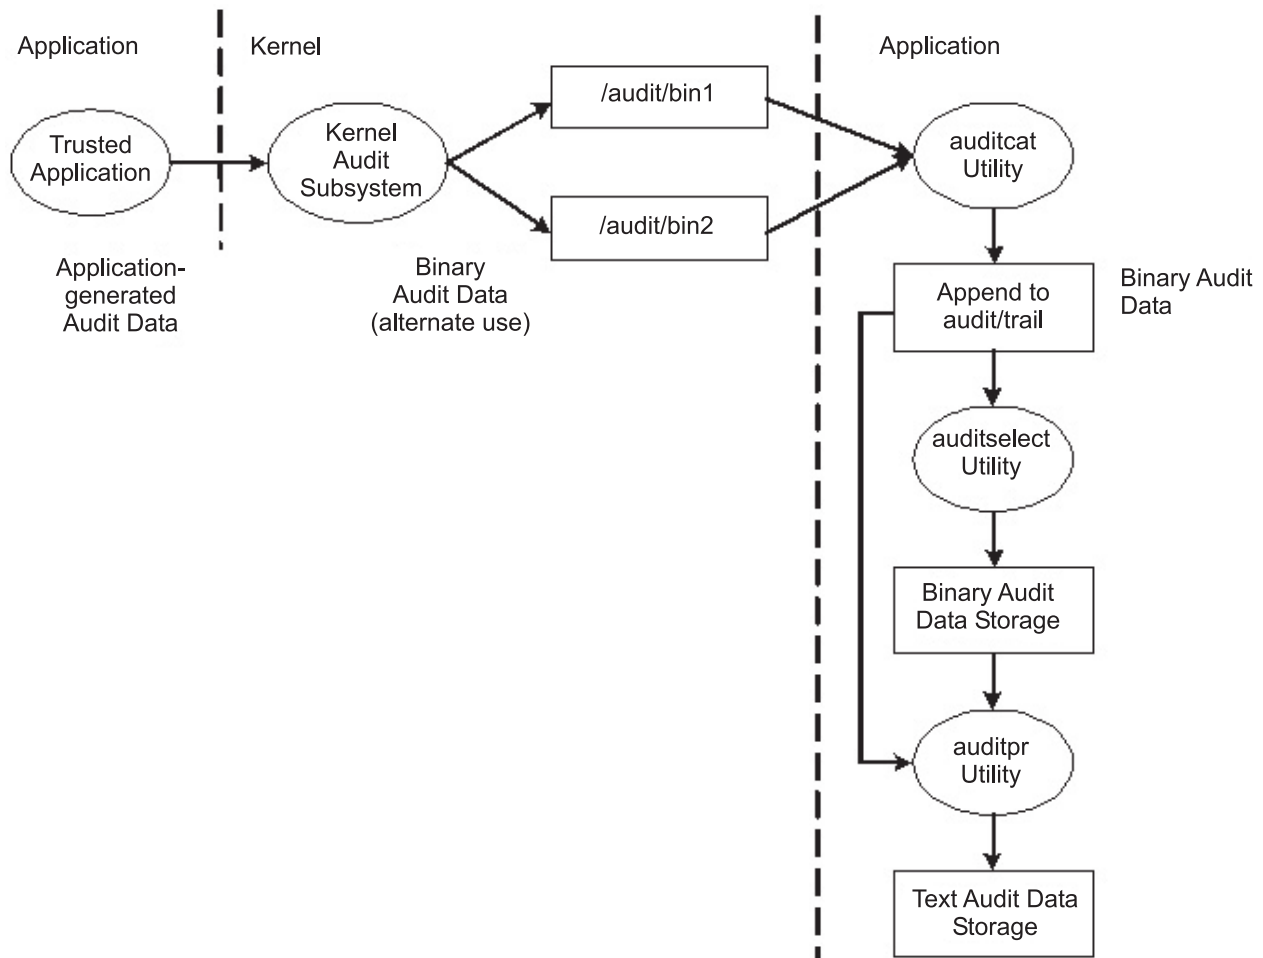 Application
Kernel
Application
Trusted
Application
Kernel
Audit
Subsystem
/audit/bin1
/audit/bin2
auditcat
Utility
Application-
generated
Audit Data
Binary
Audit Data
(alternate use)
Append to
audit/trail
Binary Audit
Data
auditselect
Utility
Binary Audit
Data Storage
auditpr
Utility
Text Audit Data
Storage